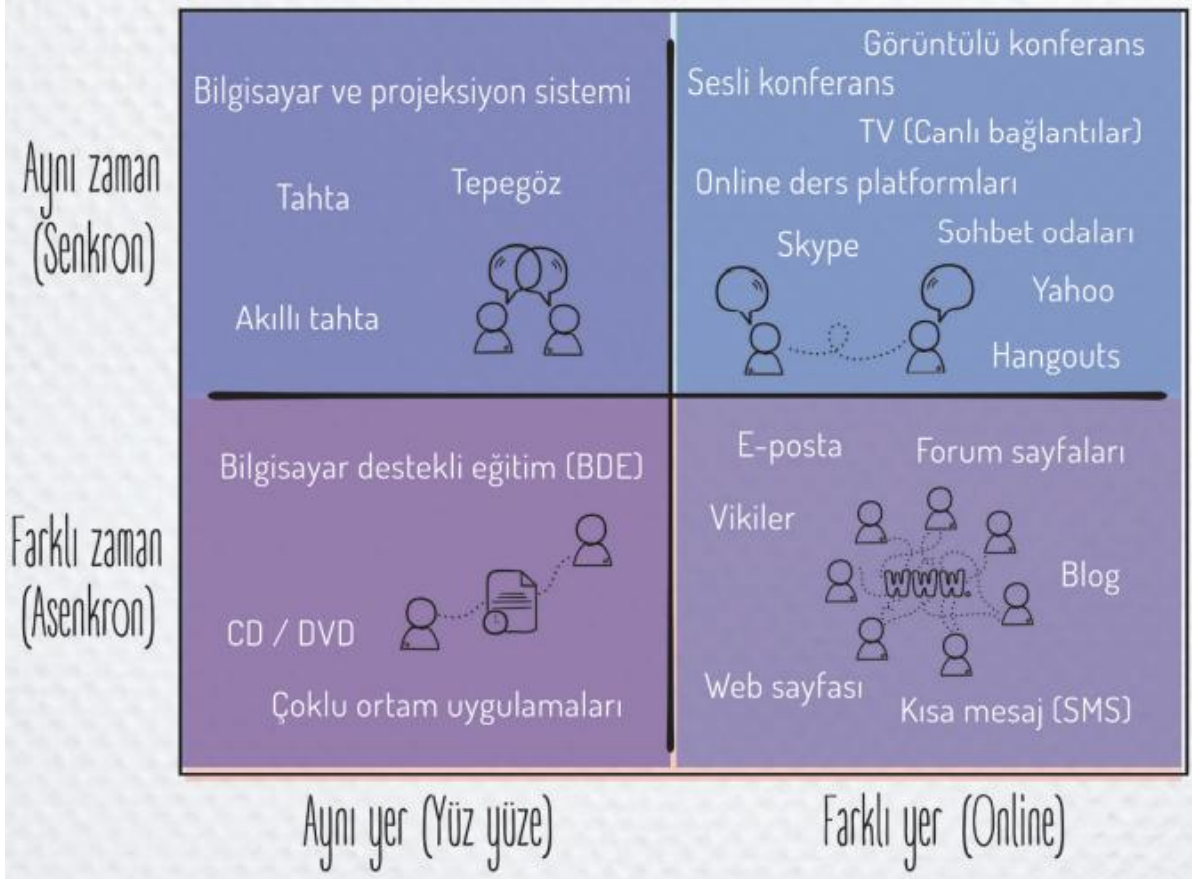 Aynı zaman
(Senkron)
Bilgisayar ve projeksiyon sistemi
Tahta
Tepegöz
Akıllı tahta
Görüntülü konferans
Sesli konferans
TV (Canlı bağlantılar)
Online ders platformları
Skype
Sohbet odaları
Yahoo
Hangouts
Farklı zaman
(Asenkron)
Bilgisayar destekli eğitim (BDE)
CD / DVD
Çoklu ortam uygulamaları
E-posta
Forum sayfaları
Vikiler
www.
Blog
Web sayfası
Kısa mesaj (SMS)
Aynı yer (Yüz yüze)
Farklı yer (Online)